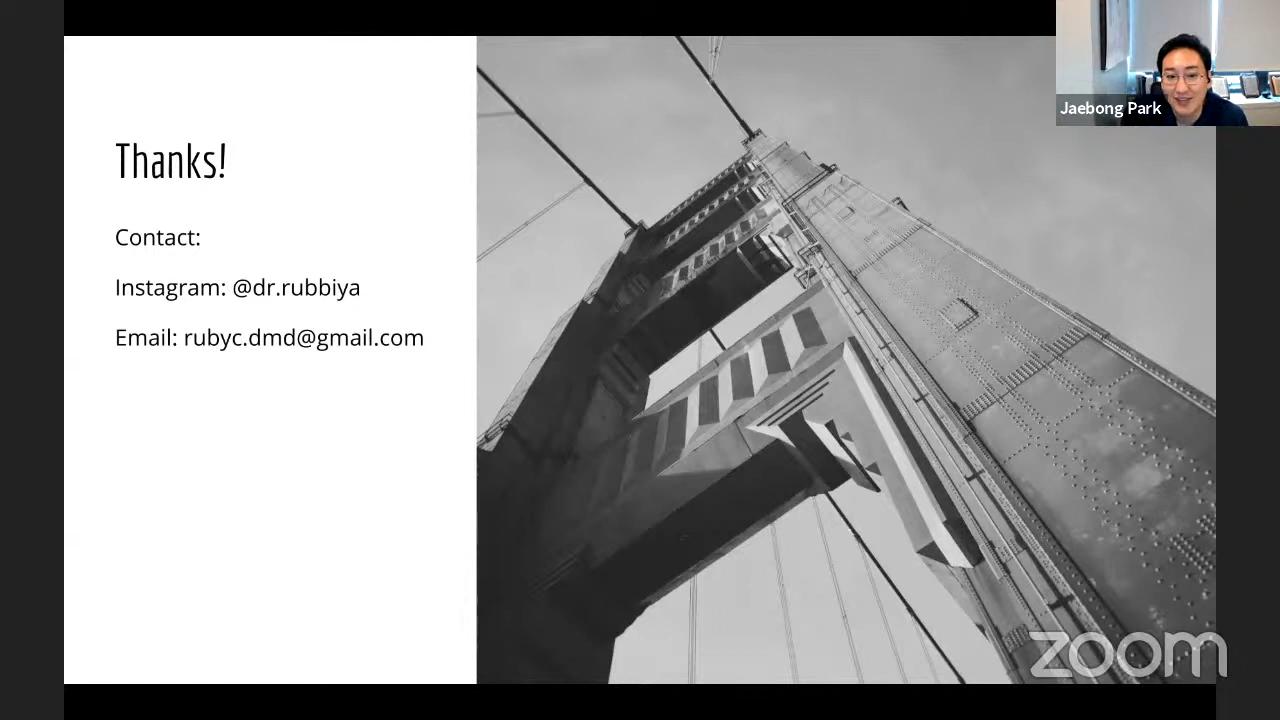 Thanks!
Contact:
Instagram: @dr.rubbiya
Email: rubyc.dmd@gmail.com
Jaebong Park
zoom